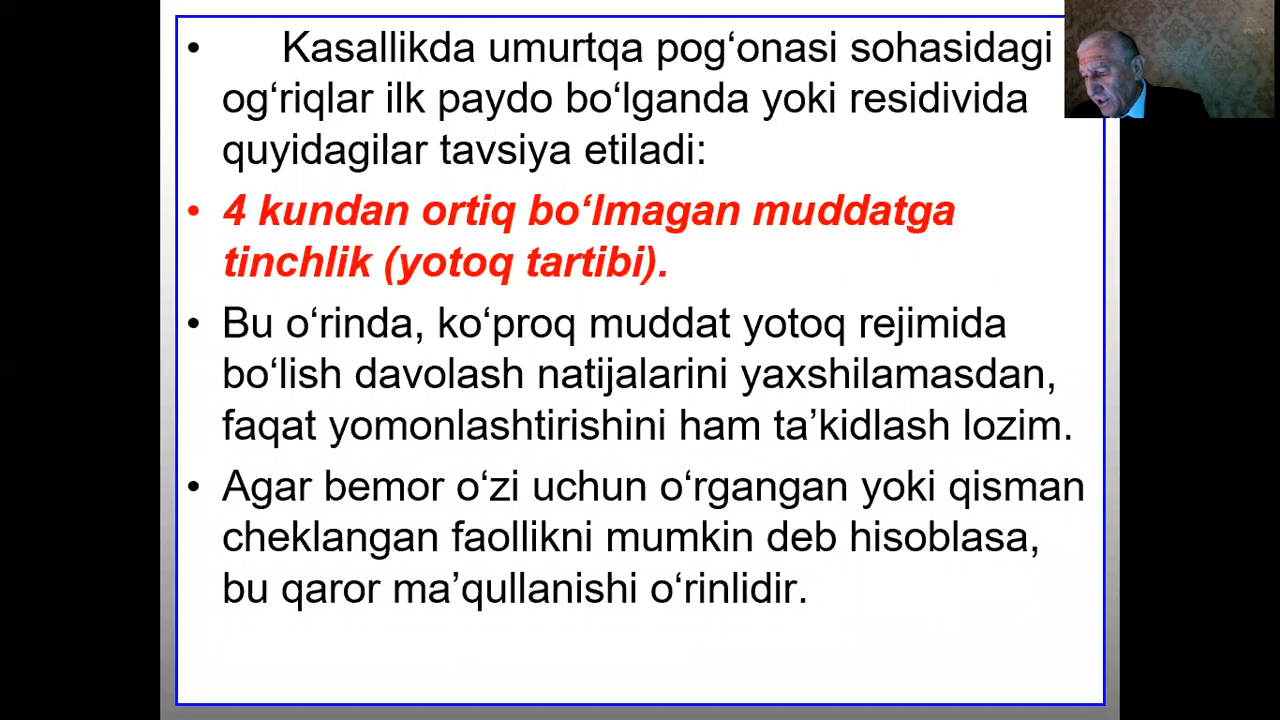 • Kasallikda umurtqa pog‘onasi sohasidagi
og‘riqlar ilk paydo bo‘lganda yoki residivida
quyidagilar tavsiya etiladi:
• 4 kundan ortiq bo‘lmagan muddatga
tinchlik (yotoq tartibi).
• Bu o‘rinda, ko‘proq muddat yotoq rejimida
bo‘lish davolash natijalarini yaxshilamasdan,
faqat yomonlashtirishini ham ta’kidlash lozim.
• Agar bemor o‘zi uchun o‘rgangan yoki qisman
cheklangan faollikni mumkin deb hisoblasa,
bu qaror ma’qullanishi o‘rinlidir.